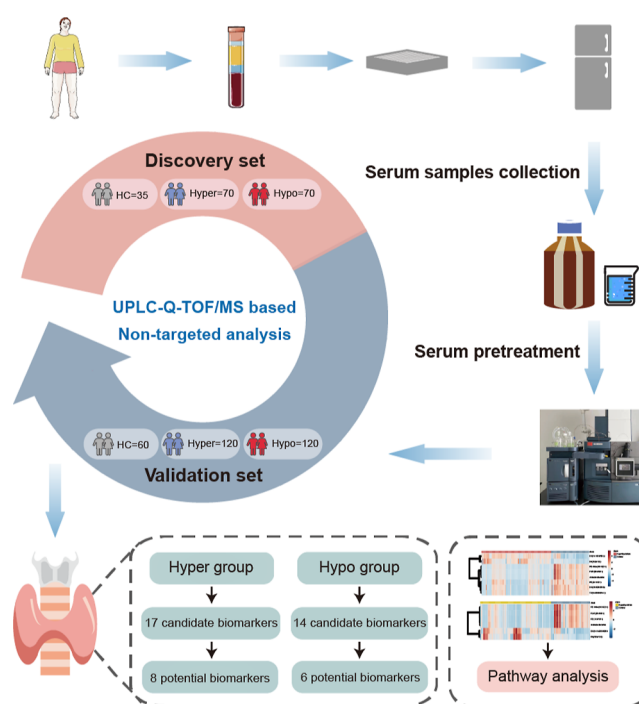 Discovery set
HC=35
Hyper=70
Hypo=70
Serum samples collection
UPLC-Q-TOF/MS based
Non-targeted analysis
Serum pretreatment
HC=60
Hyper=120
Hypo=120
Validation set
Hyper group
Hypo group
17 candidate biomarkers
14 candidate biomarkers
8 potential biomarkers
6 potential biomarkers
Pathway analysis